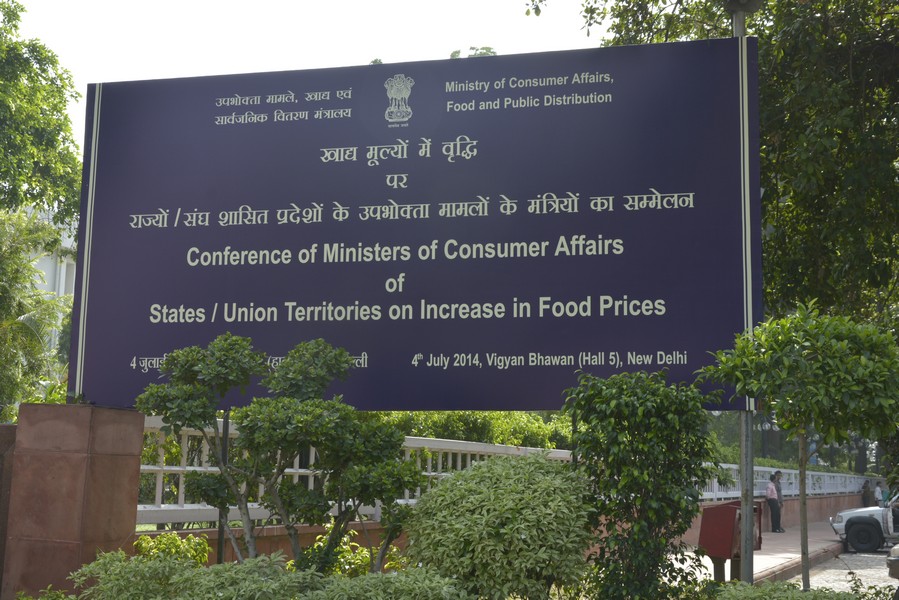 उपभोक्ता मामले, खाद्य एवं
सार्वजनिक वितरण मंत्रालय
Ministry of Consumer Affairs,
Food and Public Distribution
खाद्य मूल्यों में वृद्धि
पर
राज्यों / संघ शासित प्रदेशों के उपभोक्ता मामलों के मंत्रियों का सम्मेलन
Conference of Ministers of Consumer Affairs
of
States / Union Territories on Increase in Food Prices
4 जुलाई
4th July 2014, Vigyan Bhawan (Hall 5), New Delhi